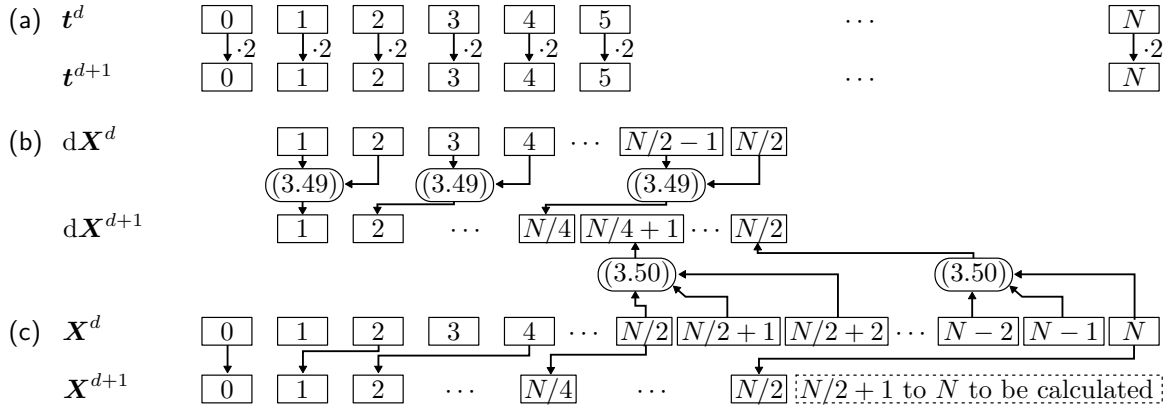 (a) t^d 0 1 2 3 4 5 ··· N
·2 ·2 ·2 ·2 ·2 ·2 ·2
t^{d+1} 0 1 2 3 4 5 ··· N
(b) dX^d 1 2 3 4 ··· N/2 − 1 N/2
(3.49) (3.49) (3.49)
dX^{d+1} 1 2 ··· N/4 N/4 + 1 ··· N/2
(3.50) (3.50)
(c) X^d 0 1 2 3 4 ··· N/2 N/2 + 1 N/2 + 2 ··· N − 2 N − 1 N
X^{d+1} 0 1 2 ··· N/4 ··· N/2 N/2 + 1 to N to be calculated